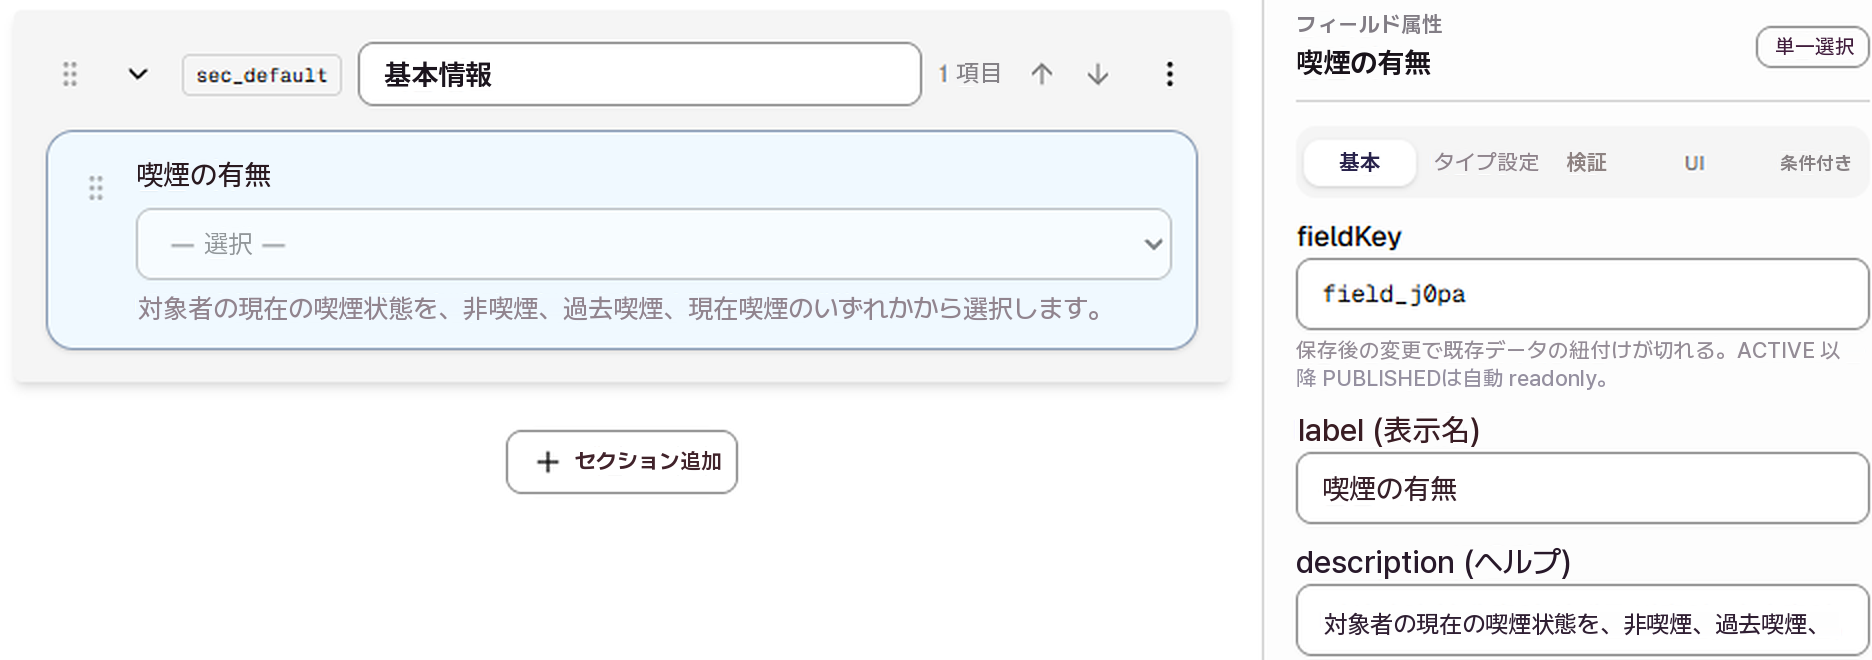 sec_default
基本情報
1 項目
喫煙の有無
— 選択 —
対象者の現在の喫煙状態を、非喫煙、過去喫煙、現在喫煙のいずれかから選択します。
セクション追加
フィールド属性
喫煙の有無
単一選択
基本 タイプ設定 検証 UI 条件付き
fieldKey
field_j0pa
保存後の変更で既存データの紐付けが切れる。ACTIVE 以
降 PUBLISHEDは自動 readonly。
label (表示名)
喫煙の有無
description (ヘルプ)
対象者の現在の喫煙状態を、非喫煙、過去喫煙、